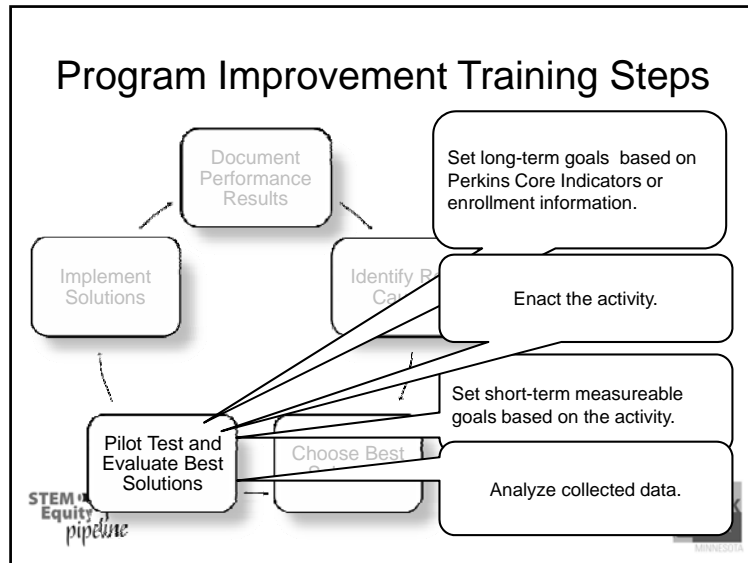 Program Improvement Training Steps
Document
Performance
Results
Set long-term goals based on
Perkins Core Indicators or
enrollment information.
Implement
Solutions
Identify
Enact the activity.
Set short-term measureable
goals based on the activity.
Pilot Test and
Evaluate Best
Solutions
Choose Best
Analyze collected data.
STEM
Equity
pipeline
MINNESOTA